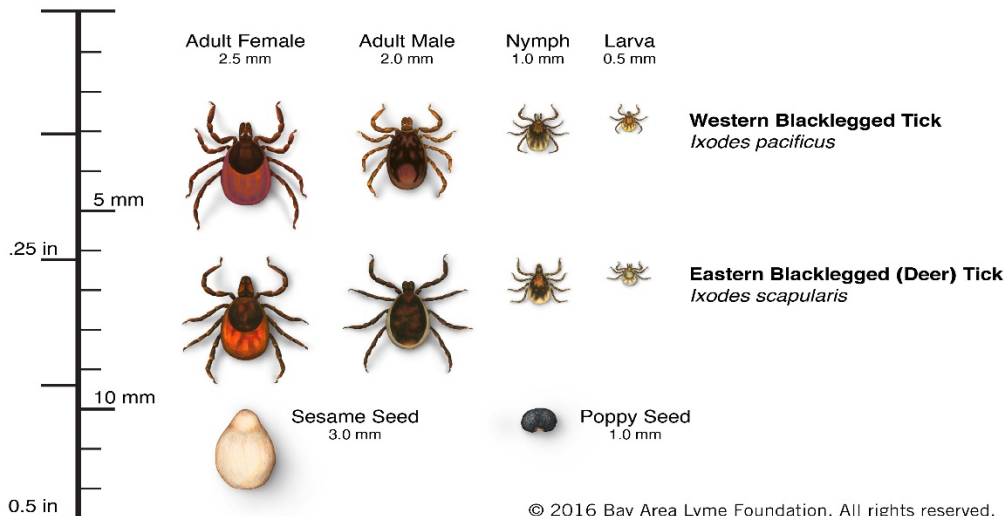 Adult Female
2.5 mm
Adult Male
2.0 mm
Nymph
1.0 mm
Larva
0.5 mm
Western Blacklegged Tick
Ixodes pacificus
5 mm
.25 in
Eastern Blacklegged (Deer) Tick
Ixodes scapularis
10 mm
Sesame Seed
3.0 mm
Poppy Seed
1.0 mm
0.5 in
© 2016 Bay Area Lyme Foundation. All rights reserved.